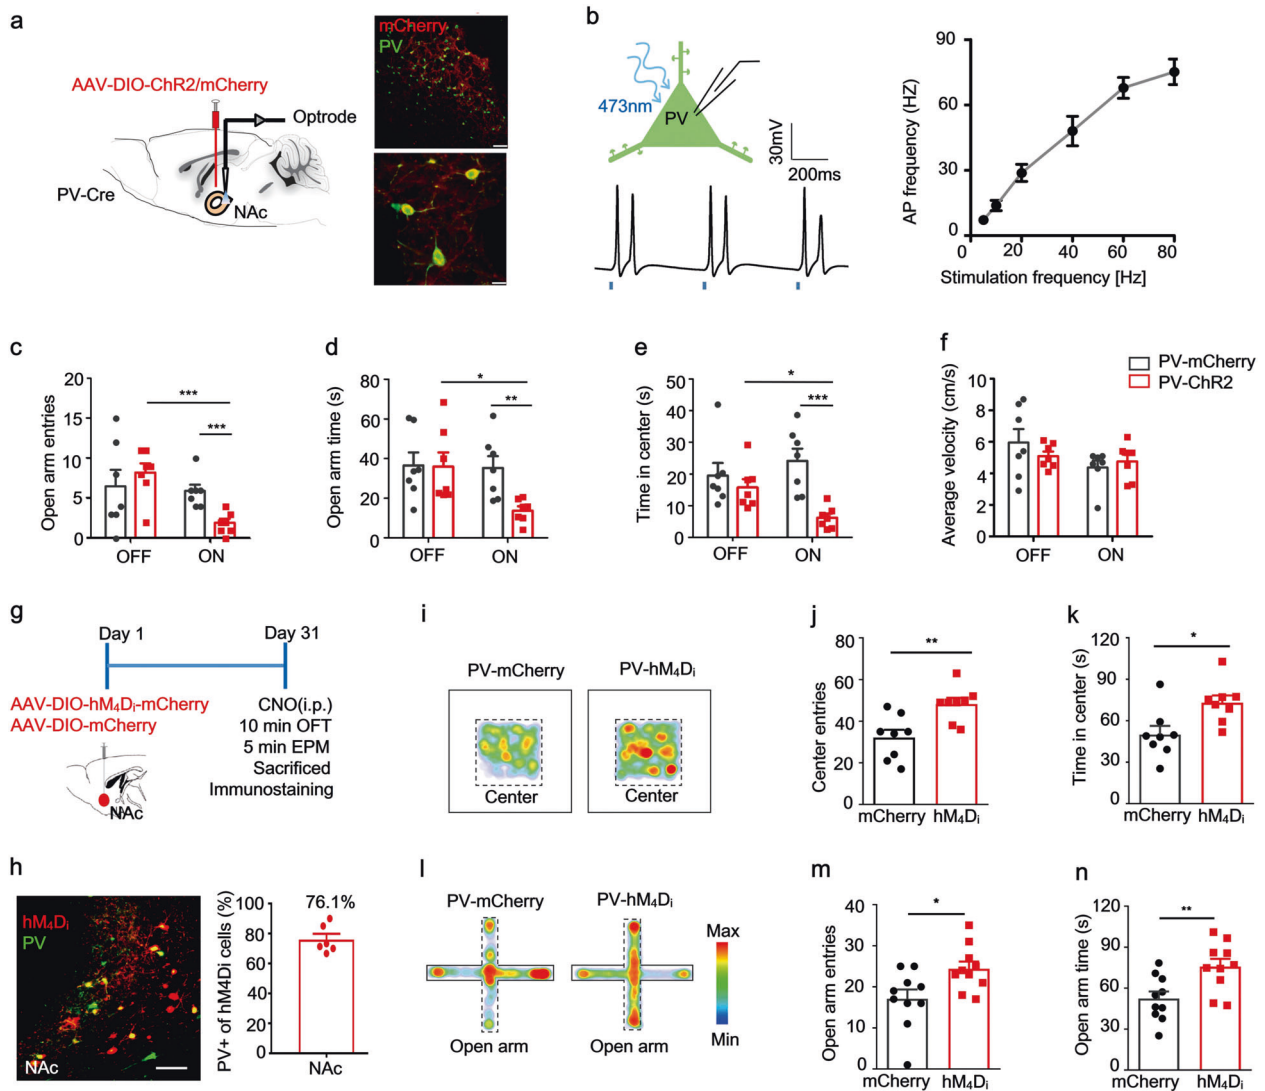 a
mCherry
PV
AAV-DIO-ChR2/mCherry
Optrode
PV-Cre
NAc
b
473nm
PV
30mV
200ms
AP frequency (HZ)
90
60
30
0
0 20 40 60 80
Stimulation frequency [Hz]
c
Open arm entries
20
15
10
5
0
***
***
OFF ON
d
Open arm time (s)
80
60
40
20
0
*
**
OFF ON
e
Time in center (s)
50
40
30
20
10
0
*
***
OFF ON
f
Average velocity (cm/s)
10
8
6
4
2
0
OFF ON
PV-mCherry
PV-ChR2
g
Day 1 Day 31
AAV-DIO-hM₄Dᵢ-mCherry
AAV-DIO-mCherry
NAc
CNO(i.p.)
10 min OFT
5 min EPM
Sacrificed
Immunostaining
i
PV-mCherry PV-hM₄Dᵢ
Center Center
j
Center entries
80
60
40
20
0
**
mCherry hM₄Dᵢ
k
Time in center (s)
120
90
60
30
0
*
mCherry hM₄Dᵢ
h
hM₄Dᵢ
PV
NAc
PV+ of hM4Di cells (%)
76.1%
100
80
60
40
20
0
NAc
l
PV-mCherry PV-hM₄Dᵢ
Max
Min
Open arm Open arm
m
Open arm entries
40
30
20
10
0
*
mCherry hM₄Dᵢ
n
Open arm time (s)
120
90
60
30
0
**
mCherry hM₄Dᵢ